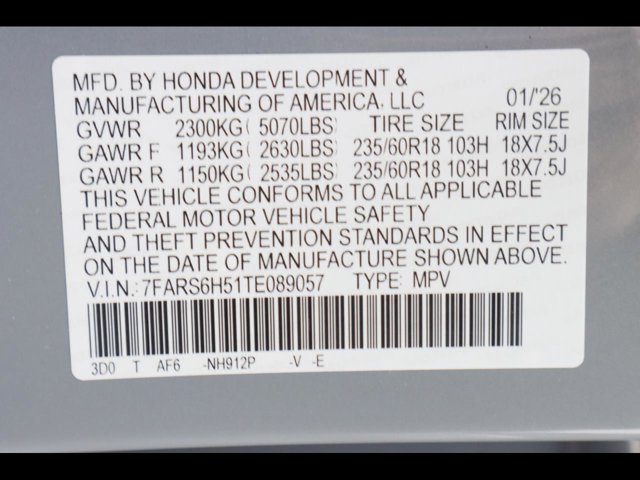 MFD. BY HONDA DEVELOPMENT &
MANUFACTURING OF AMERICA, LLC 01/'26
GVWR 2300KG( 5070LBS) TIRE SIZE RIM SIZE
GAWR F 1193KG( 2630LBS) 235/60R18 103H 18X7.5J
GAWR R 1150KG( 2535LBS) 235/60R18 103H 18X7.5J
THIS VEHICLE CONFORMS TO ALL APPLICABLE
FEDERAL MOTOR VEHICLE SAFETY
AND THEFT PREVENTION STANDARDS IN EFFECT
ON THE DATE OF MANUFACTURE SHOWN ABOVE.
V.I.N.:7FARS6H51TE089057 TYPE: MPV
3D0 T AF6 -NH912P -V -E